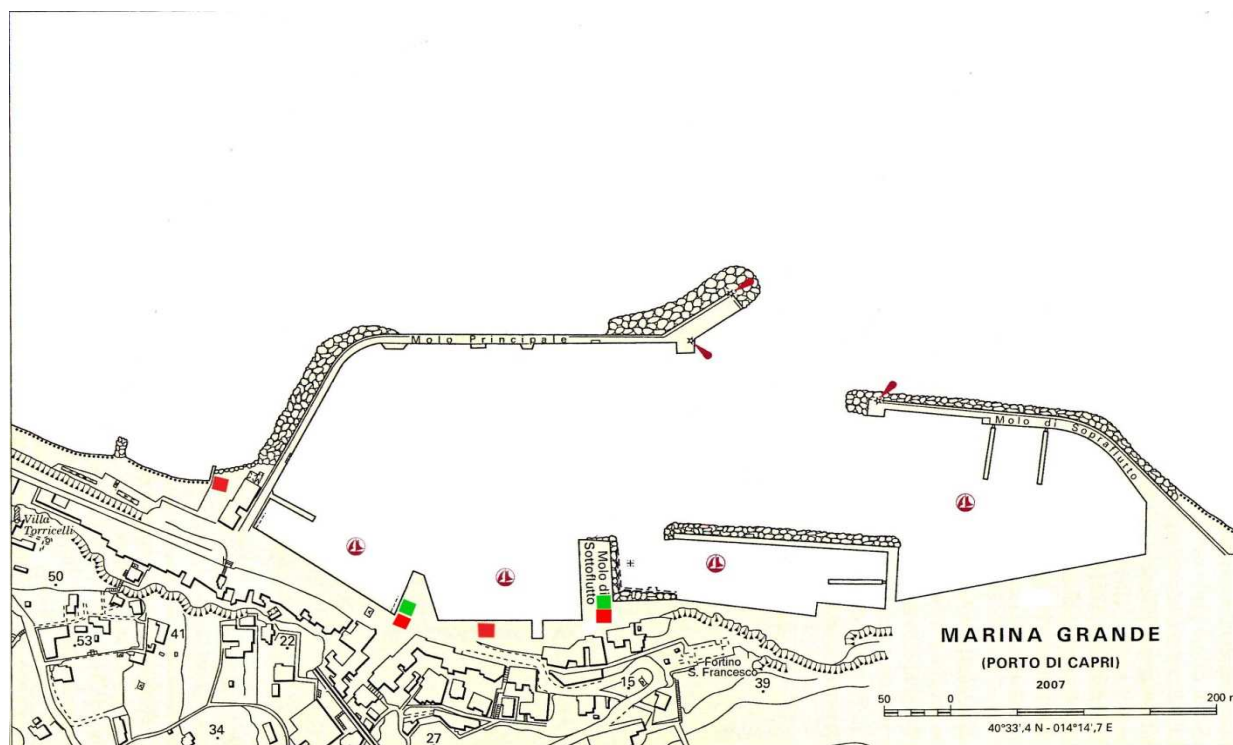 Molo Principale
Molo di Sopraflutto
Molo di
Sottoflutto
Villa
Torricelli
50
53
41
22
34
27
15
39
Fortino
S. Francesco
MARINA GRANDE
(PORTO DI CAPRI)
2007
50 0 200 m
40°33',4 N - 014°14',7 E